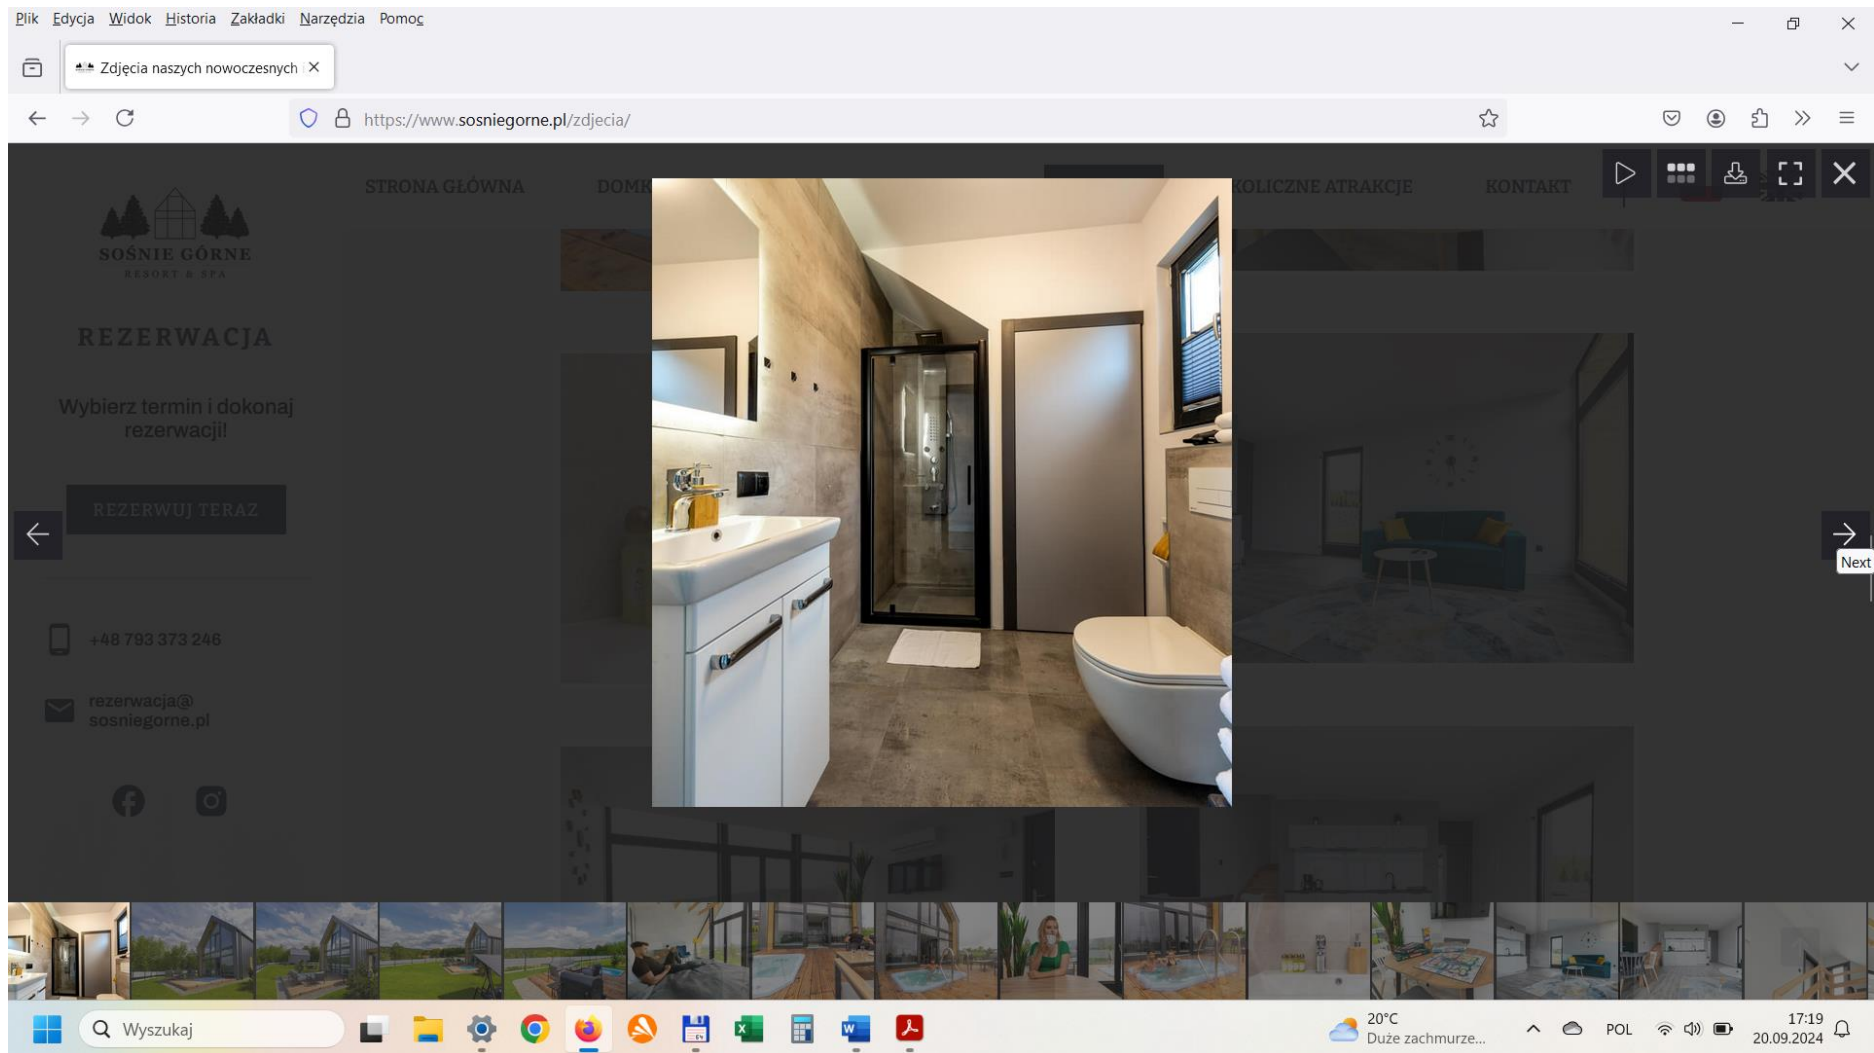 Plik Edycja Widok Historia Zakładki Narzędzia Pomoc
Zdjęcia naszych nowoczesnych
https://www.sosniegorne.pl/zdjecia/
STRONA GŁÓWNA DOMK KOLICZNE ATRAKCJE KONTAKT
SOŚNIE GÓRNE
RESORT & SPA
REZERWACJA
Wybierz termin i dokonaj
rezerwacji!
REZERWUJ TERAZ
Next
+48 793 373 246
rezerwacja@
sosniegorne.pl
Wyszukaj
20°C
Duże zachmurze...
POL
17:19
20.09.2024